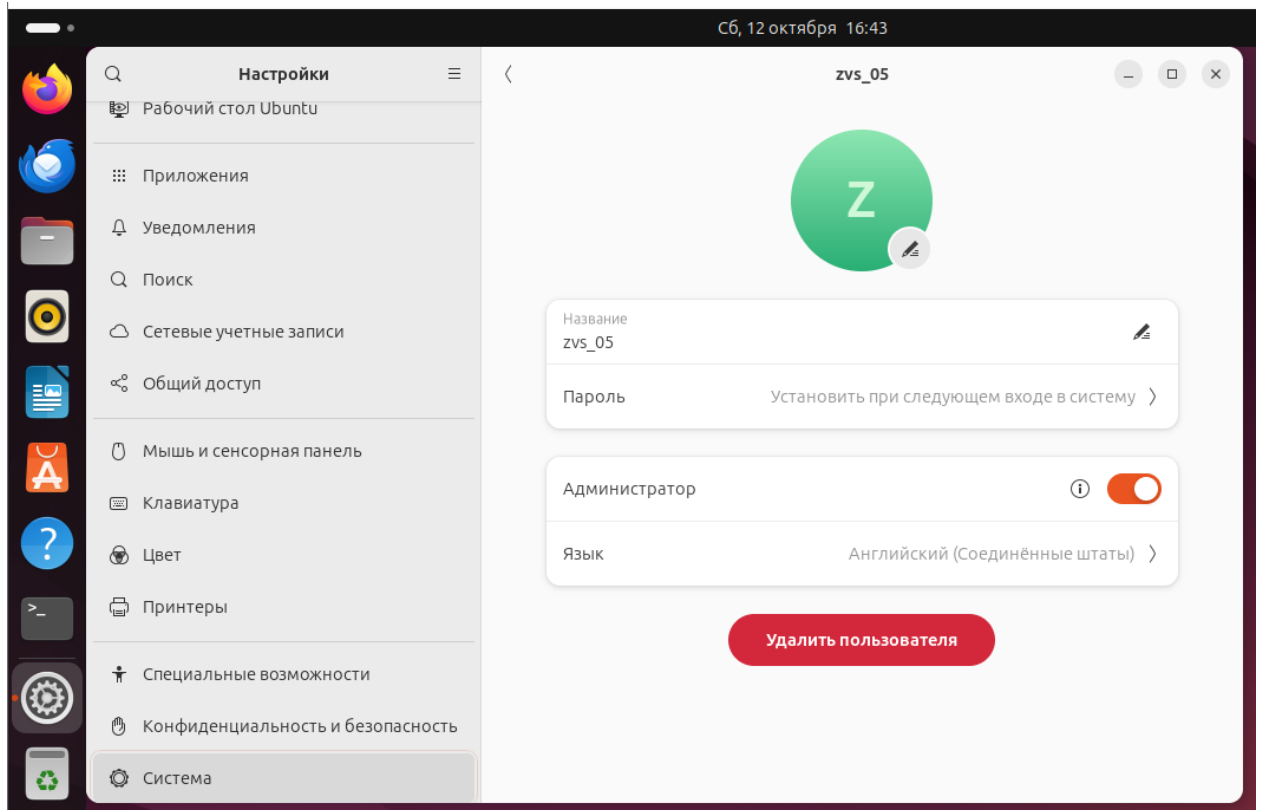 Сб, 12 октября 16:43
Настройки
Рабочий стол Ubuntu
Приложения
Уведомления
Поиск
Сетевые учетные записи
Общий доступ
Мышь и сенсорная панель
Клавиатура
Цвет
Принтеры
Специальные возможности
Конфиденциальность и безопасность
Система
zvs_05
Z
Название
zvs_05
Пароль Установить при следующем входе в систему
Администратор
Язык Английский (Соединённые штаты)
Удалить пользователя